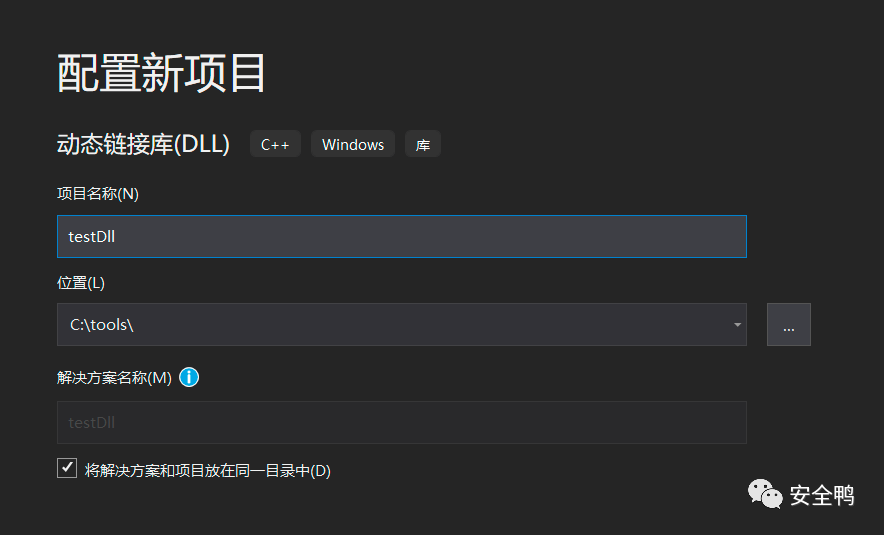 配置新项目
动态链接库(DLL) C++ Windows 库
项目名称(N)
testDll
位置(L)
C:\tools\
...
解决方案名称(M)
testDll
将解决方案和项目放在同一目录中(D)
安全鸭